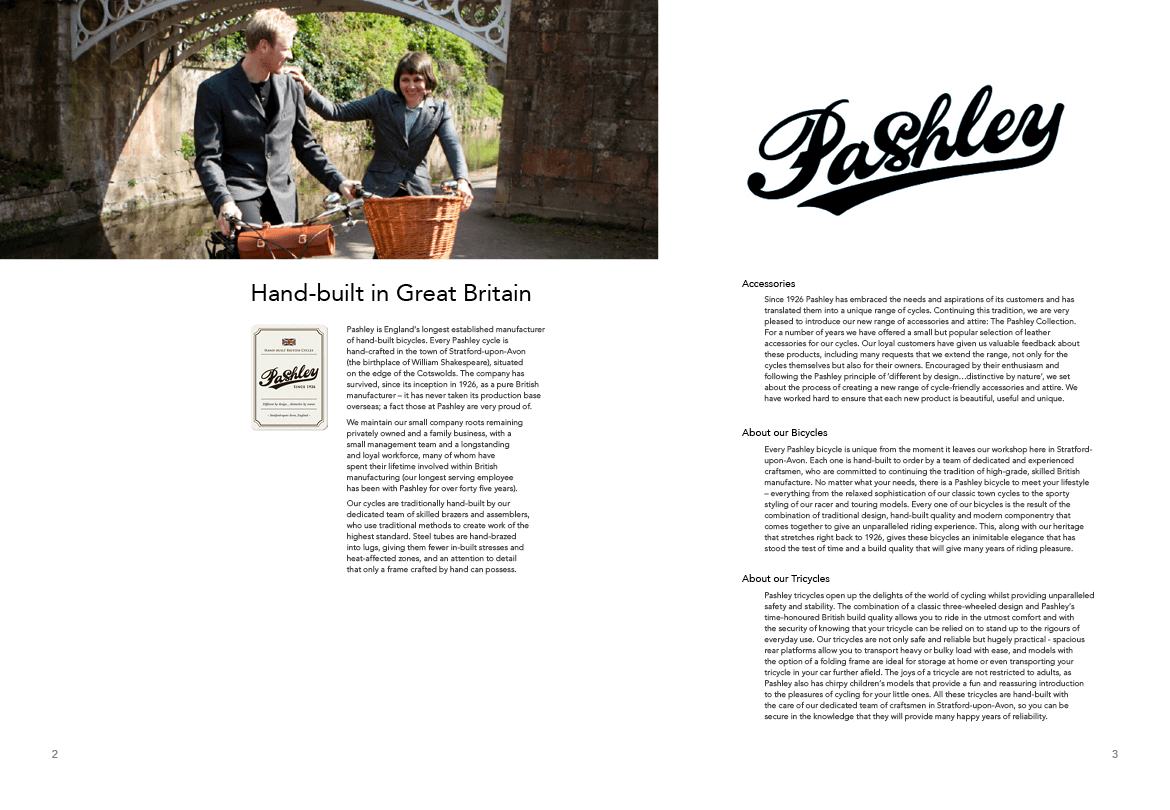 Hand-built in Great Britain
HAND-BUILT BRITISH CYCLES
Pashley
SINCE 1926
Pashley is England's longest established manufacturer
of hand-built bicycles. Every Pashley cycle is
hand-crafted in the town of Stratford-upon-Avon
(the birthplace of William Shakespeare), situated
on the edge of the Cotswolds. The company has
survived, since its inception in 1926, as a pure British
manufacturer – it has never taken its production base
overseas; a fact those at Pashley are very proud of.
We maintain our small company roots remaining
privately owned and a family business, with a
small management team and a longstanding
and loyal workforce, many of whom have
spent their lifetime involved within British
manufacturing (our longest serving employee
has been with Pashley for over forty five years).
Our cycles are traditionally hand-built by our
dedicated team of skilled brazers and assemblers,
who use traditional methods to create work of the
highest standard. Steel tubes are hand-brazed
into lugs, giving them fewer in-built stresses and
heat-affected zones, and an attention to detail
that only a frame crafted by hand can possess.
2
Pashley
Accessories
Since 1926 Pashley has embraced the needs and aspirations of its customers and has
translated them into a unique range of cycles. Continuing this tradition, we are very
pleased to introduce our new range of accessories and attire: The Pashley Collection.
For a number of years we have offered a small but popular selection of leather
accessories for our cycles. Our loyal customers have given us valuable feedback about
these products, including many requests that we extend the range, not only for the
cycles themselves but also for their owners. Encouraged by their enthusiasm and
following the Pashley principle of 'different by design...distinctive by nature', we set
about the process of creating a new range of cycle-friendly accessories and attire. We
have worked hard to ensure that each new product is beautiful, useful and unique.
About our Bicycles
Every Pashley bicycle is unique from the moment it leaves our workshop here in Stratford-
upon-Avon. Each one is hand-built to order by a team of dedicated and experienced
craftsmen, who are committed to continuing the tradition of high-grade, skilled British
manufacture. No matter what your needs, there is a Pashley bicycle to meet your lifestyle
– everything from the relaxed sophistication of our classic town cycles to the sporty
styling of our racer and touring models. Every one of our bicycles is the result of the
combination of traditional design, hand-built quality and modern componentry that
comes together to give an unparalleled riding experience. This, along with our heritage
that stretches right back to 1926, gives these bicycles an inimitable elegance that has
stood the test of time and a build quality that will give many years of riding pleasure.
About our Tricycles
Pashley tricycles open up the delights of the world of cycling whilst providing unparalleled
safety and stability. The combination of a classic three-wheeled design and Pashley's
time-honoured British build quality allows you to ride in the utmost comfort and with
the security of knowing that your tricycle can be relied on to stand up to the rigours of
everyday use. Our tricycles are not only safe and reliable but hugely practical - spacious
rear platforms allow you to transport heavy or bulky load with ease, and models with
the option of a folding frame are ideal for storage at home or even transporting your
tricycle in your car further afield. The joys of a tricycle are not restricted to adults, as
Pashley also has chirpy children's models that provide a fun and reassuring introduction
to the pleasures of cycling for your little ones. All these tricycles are hand-built with
the care of our dedicated team of craftsmen in Stratford-upon-Avon, so you can be
secure in the knowledge that they will provide many happy years of reliability.
3